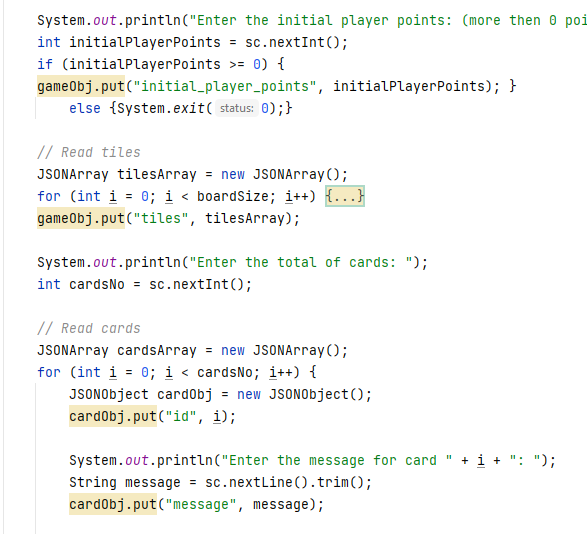 System.out.println("Enter the initial player points: (more then 0 poi
int initialPlayerPoints = sc.nextInt();
if (initialPlayerPoints >= 0) {
gameObj.put("initial_player_points", initialPlayerPoints); }
else {System.exit( status: 0);}
// Read tiles
JSONArray tilesArray = new JSONArray();
for (int i = 0; i < boardSize; i++) {...}
gameObj.put("tiles", tilesArray);
System.out.println("Enter the total of cards: ");
int cardsNo = sc.nextInt();
// Read cards
JSONArray cardsArray = new JSONArray();
for (int i = 0; i < cardsNo; i++) {
JSONObject cardObj = new JSONObject();
cardObj.put("id", i);
System.out.println("Enter the message for card " + i + ": ");
String message = sc.nextLine().trim();
cardObj.put("message", message);